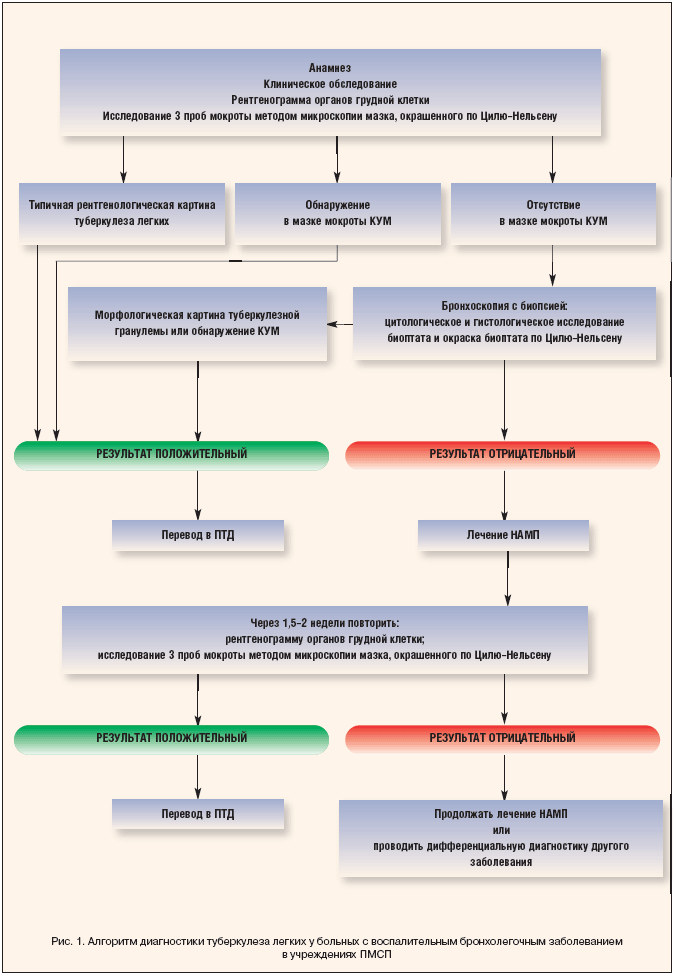 Анамнез
Клиническое обследование
Рентгенограмма органов грудной клетки
Исследование 3 проб мокроты методом микроскопии мазка, окрашенного по Цилю-Нельсену
Типичная рентгенологическая картина
туберкулеза легких
Обнаружение
в мазке мокроты КУМ
Отсутствие
в мазке мокроты КУМ
Морфологическая картина туберкулезной
гранулемы или обнаружение КУМ
Бронхоскопия с биопсией:
цитологическое и гистологическое исследование
биоптата и окраска биоптата по Цилю-Нельсену
РЕЗУЛЬТАТ ПОЛОЖИТЕЛЬНЫЙ
РЕЗУЛЬТАТ ОТРИЦАТЕЛЬНЫЙ
Перевод в ПТД
Лечение НАМП
Через 1,5-2 недели повторить:
рентгенограмму органов грудной клетки;
исследование 3 проб мокроты методом микроскопии мазка, окрашенного по Цилю-Нельсену
РЕЗУЛЬТАТ ПОЛОЖИТЕЛЬНЫЙ
РЕЗУЛЬТАТ ОТРИЦАТЕЛЬНЫЙ
Перевод в ПТД
Продолжать лечение НАМП
или
проводить дифференциальную диагностику другого
заболевания
Рис. 1. Алгоритм диагностики туберкулеза легких у больных с воспалительным бронхолегочным заболеванием
в учреждениях ПМСП